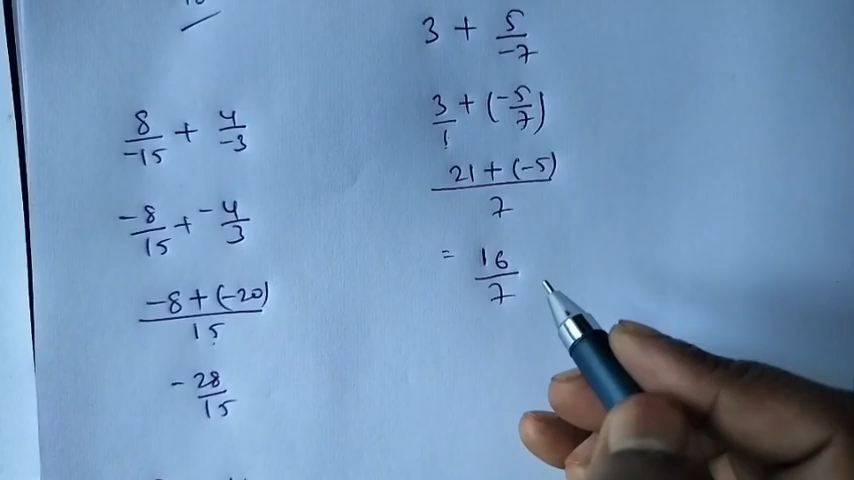 8/-15 + 4/-3
-8/15 + -4/3
-8 + (-20)/15
-28/15
3 + 5/-7
3/1 + (-5/7)
21 + (-5)/7
= 16/7